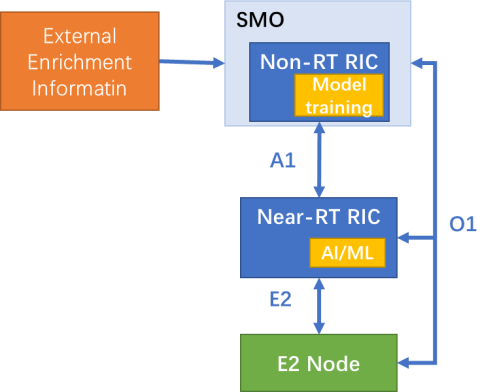 External
Enrichment
Informatin
SMO
Non-RT RIC
Model
training
A1
Near-RT RIC
AI/ML
O1
E2
E2 Node